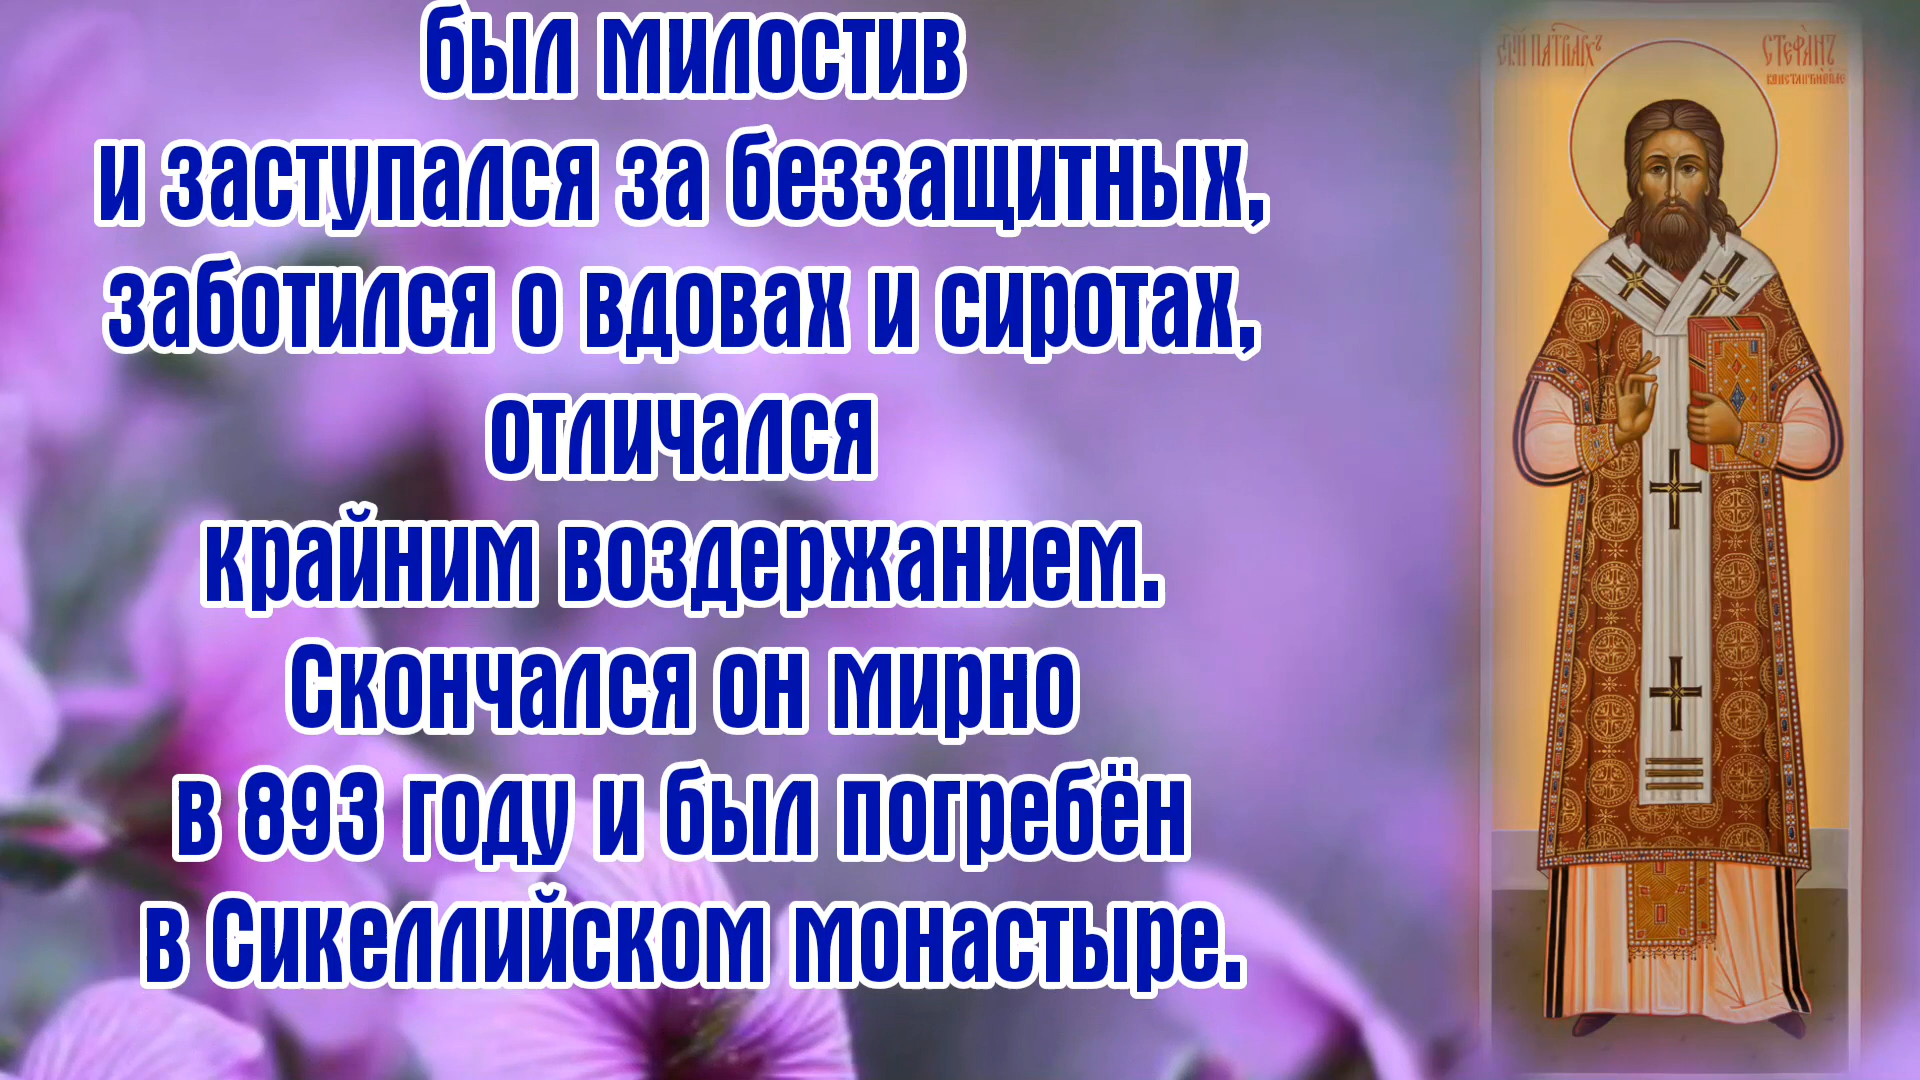 был милостив
и заступался за беззащитных,
заботился о вдовах и сиротах,
отличался
крайним воздержанием.
Скончался он мирно
в 893 году и был погребён
в Сикеллийском монастыре.
СТЕФАНЪ